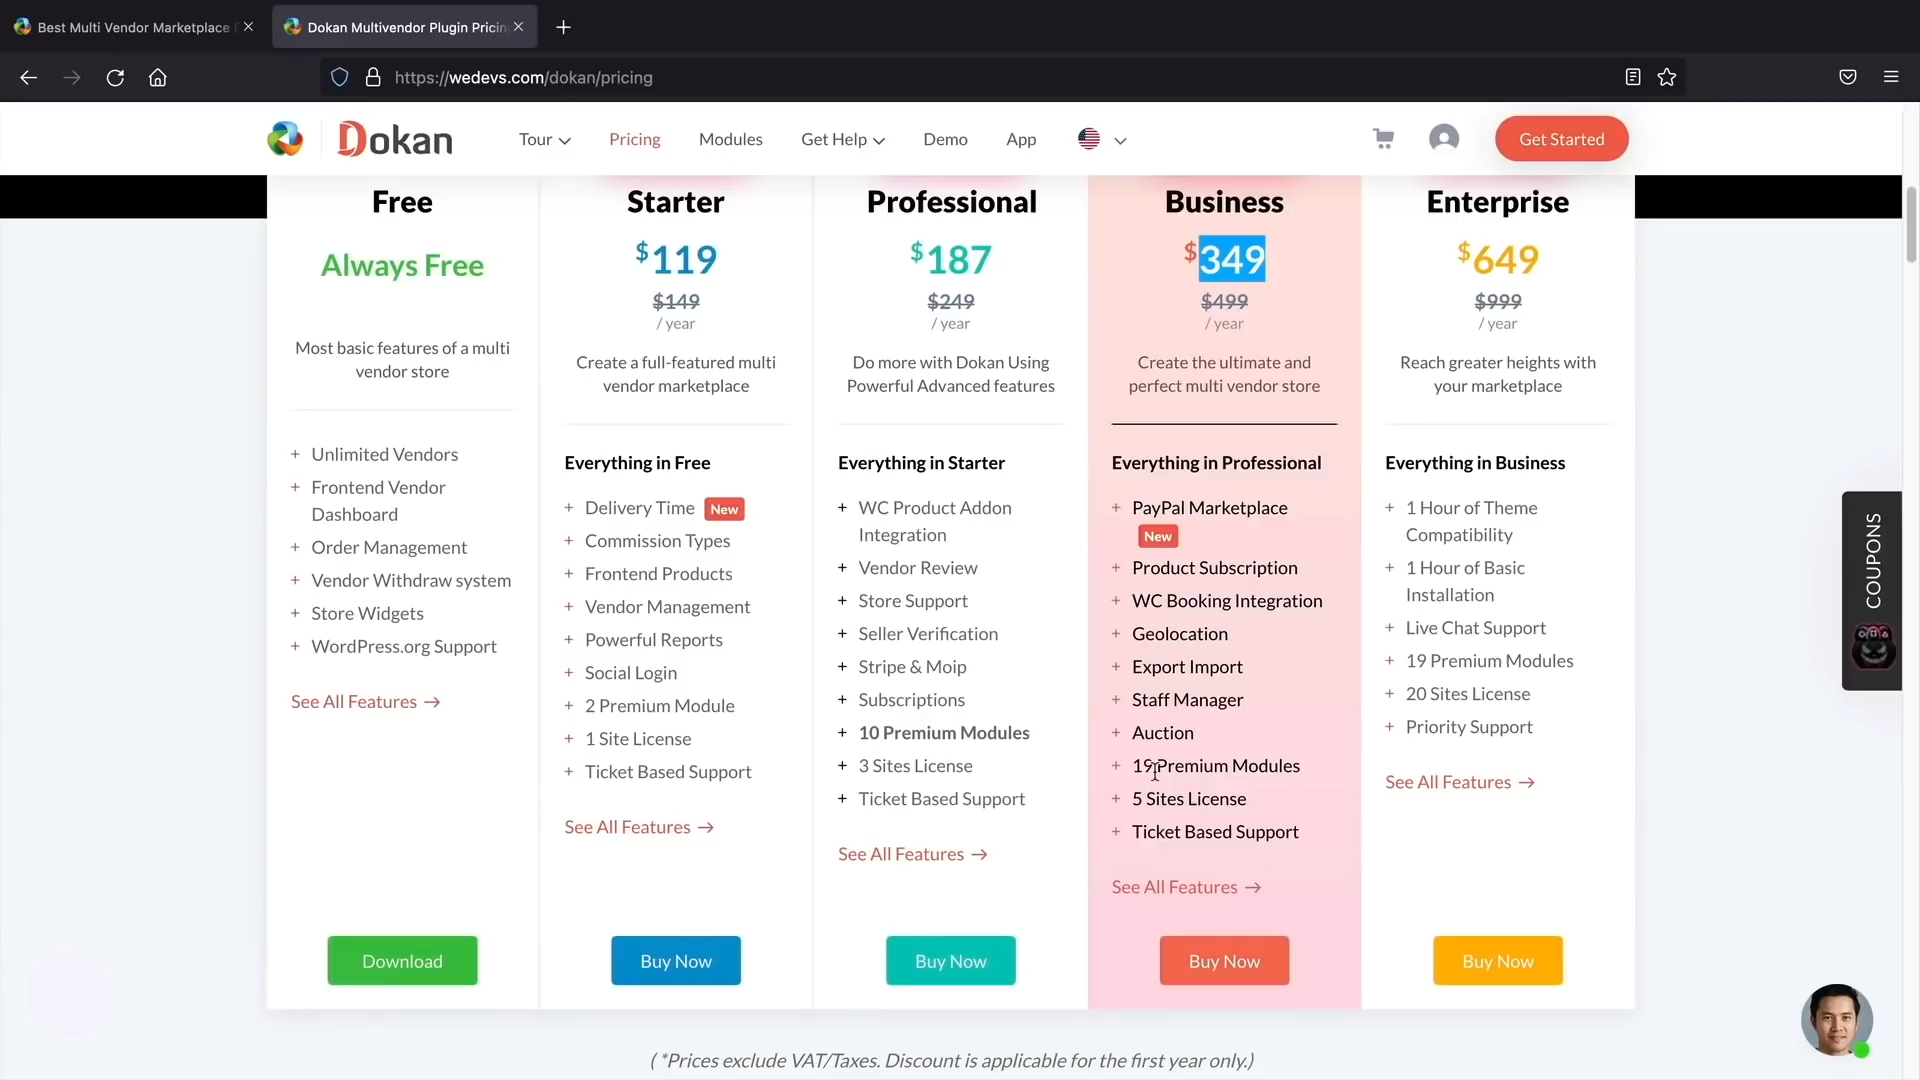 Best Multi Vendor Marketplace
Dokan Multivendor Plugin Pricin
https://wedevs.com/dokan/pricing
Dokan
Tour
Pricing
Modules
Get Help
Demo
App
Get Started
Free
Always Free
Most basic features of a multi
vendor store
+ Unlimited Vendors
+ Frontend Vendor
Dashboard
+ Order Management
+ Vendor Withdraw system
+ Store Widgets
+ WordPress.org Support
See All Features →
Download
Starter
$119
$149
/ year
Create a full-featured multi
vendor marketplace
Everything in Free
+ Delivery Time New
+ Commission Types
+ Frontend Products
+ Vendor Management
+ Powerful Reports
+ Social Login
+ 2 Premium Module
+ 1 Site License
+ Ticket Based Support
See All Features →
Buy Now
Professional
$187
$249
/ year
Do more with Dokan Using
Powerful Advanced features
Everything in Starter
+ WC Product Addon
Integration
+ Vendor Review
+ Store Support
+ Seller Verification
+ Stripe & Moip
+ Subscriptions
+ 10 Premium Modules
+ 3 Sites License
+ Ticket Based Support
See All Features →
Buy Now
Business
$349
$499
/ year
Create the ultimate and
perfect multi vendor store
Everything in Professional
+ PayPal Marketplace
New
+ Product Subscription
+ WC Booking Integration
+ Geolocation
+ Export Import
+ Staff Manager
+ Auction
+ 19 Premium Modules
+ 5 Sites License
+ Ticket Based Support
See All Features →
Buy Now
Enterprise
$649
$999
/ year
Reach greater heights with
your marketplace
Everything in Business
+ 1 Hour of Theme
Compatibility
+ 1 Hour of Basic
Installation
+ Live Chat Support
+ 19 Premium Modules
+ 20 Sites License
+ Priority Support
See All Features →
Buy Now
COUPONS
( *Prices exclude VAT/Taxes. Discount is applicable for the first year only.)